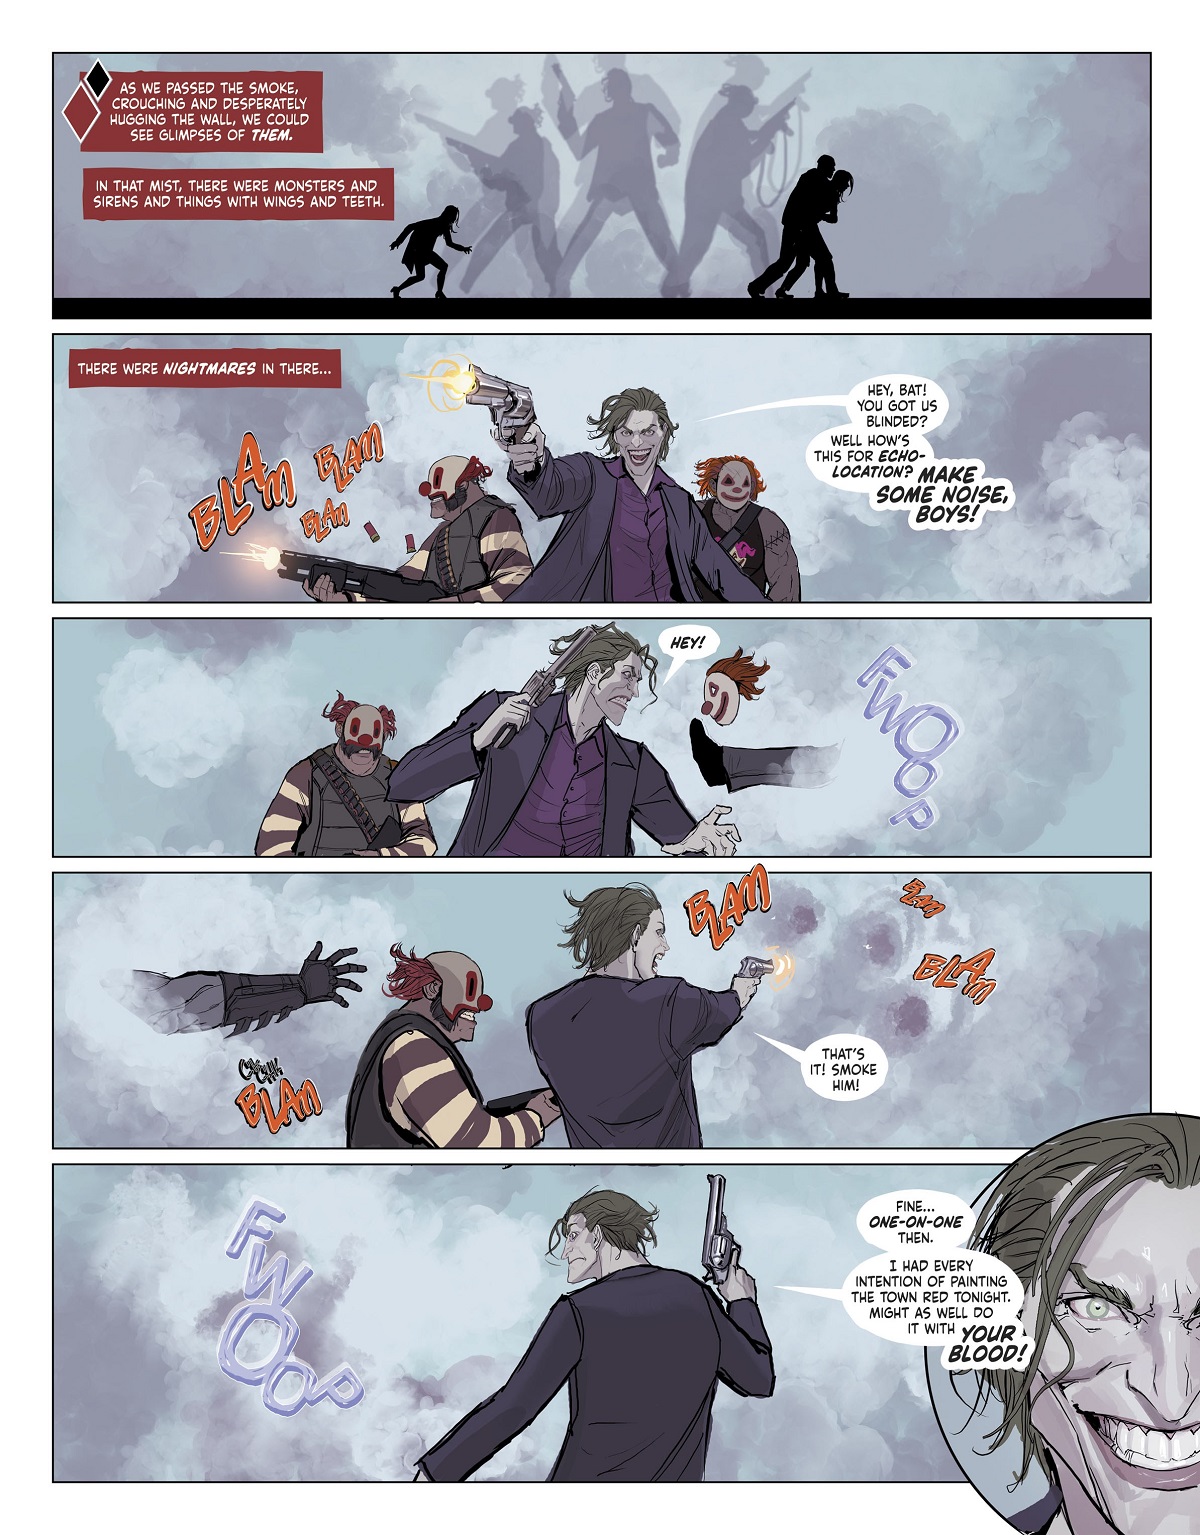 AS WE PASSED THE SMOKE,
CROUCHING AND DESPERATELY
HUGGING THE WALL, WE COULD
SEE GLIMPSES OF THEM.
IN THAT MIST, THERE WERE MONSTERS AND
SIRENS AND THINGS WITH WINGS AND TEETH.
THERE WERE NIGHTMARES IN THERE...
BLAM
BLAM
BLAM
HEY, BAT!
YOU GOT US
BLINDED?
WELL HOW'S
THIS FOR ECHO-
LOCATION? MAKE
SOME NOISE,
BOYS!
HEY!
FWOOP
BLAM
BLAM
BLAM
CHKCHK
BLAM
THAT'S
IT! SMOKE
HIM!
FWOOP
FINE...
ONE-ON-ONE
THEN.
I HAD EVERY
INTENTION OF PAINTING
THE TOWN RED TONIGHT.
MIGHT AS WELL DO
IT WITH YOUR
BLOOD!